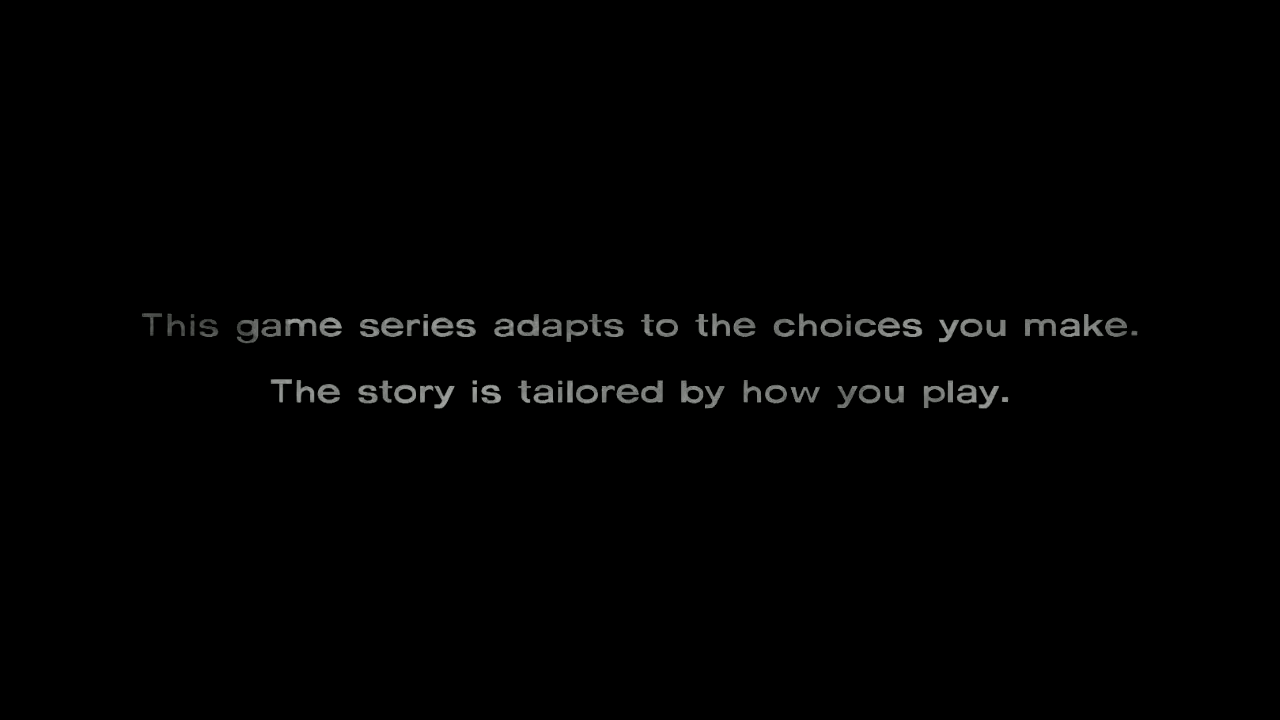 This game series adapts to the choices you make.
The story is tailored by how you play.